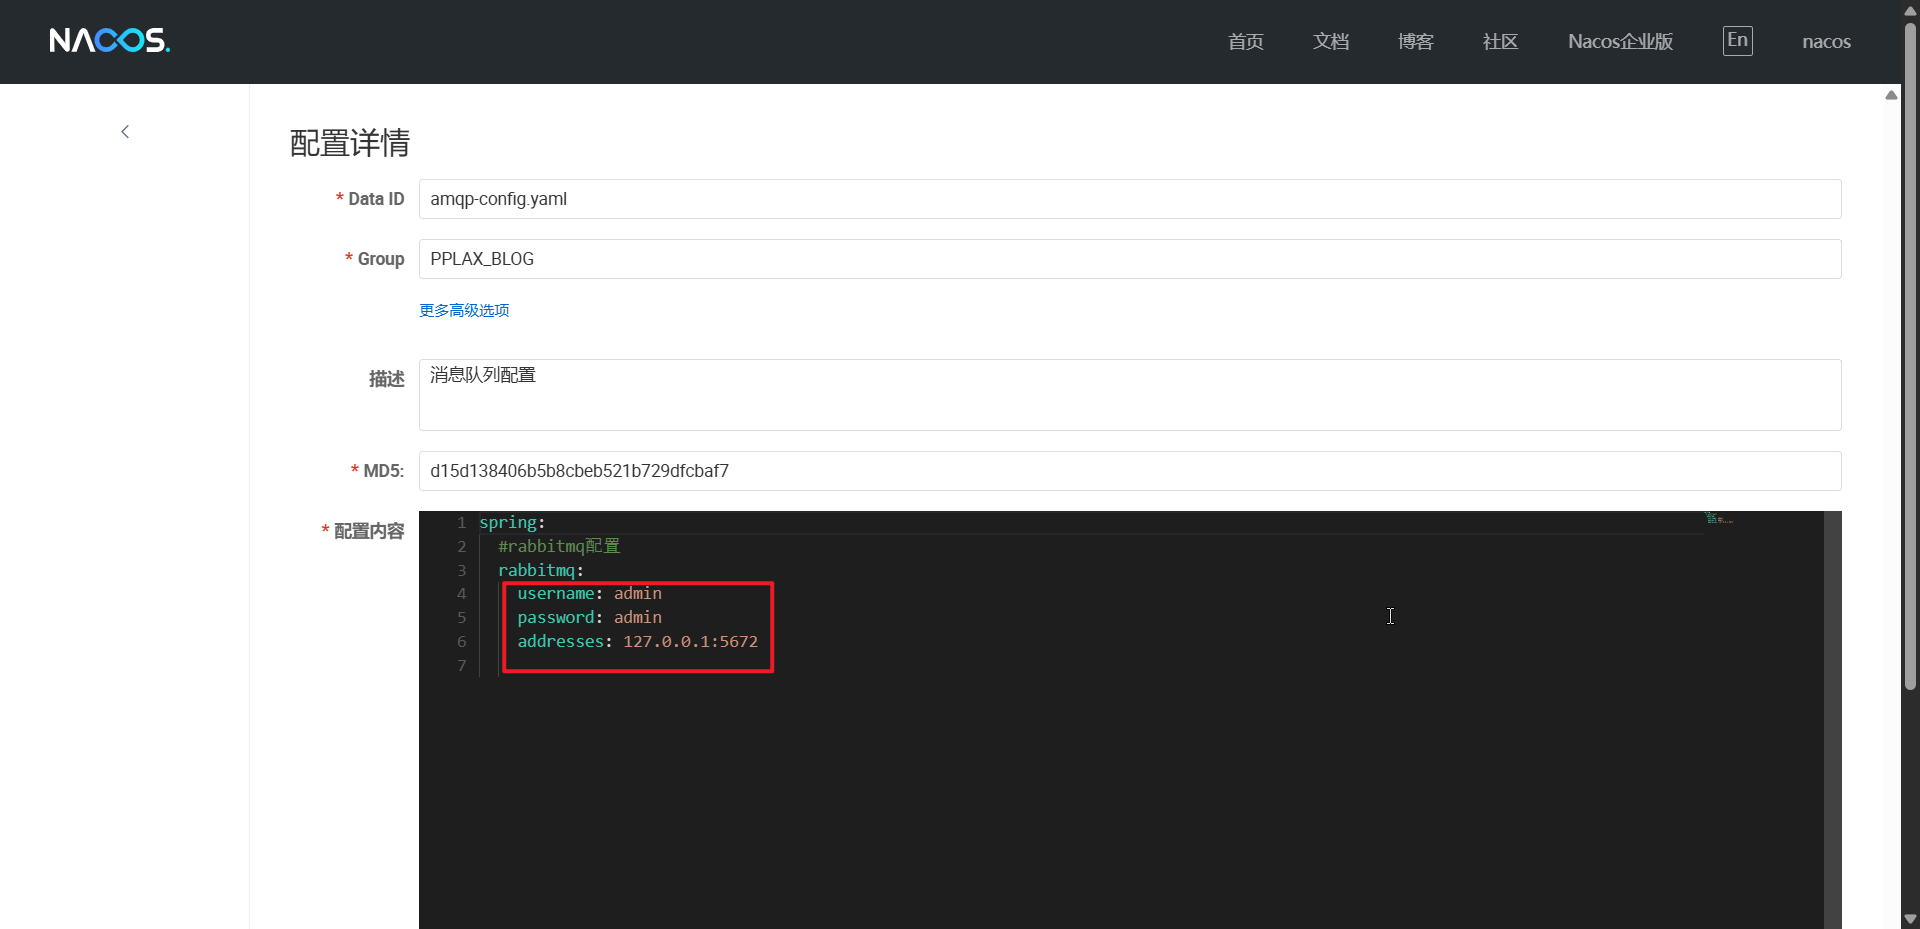 NACOS.
首页 文档 博客 社区 Nacos企业版 En nacos
配置详情
* Data ID amqp-config.yaml
* Group PPLAX_BLOG
更多高级选项
描述 消息队列配置
* MD5: d15d138406b5b8cbeb521b729dfcbaf7
* 配置内容
1 spring:
2 #rabbitmq配置
3 rabbitmq:
4 username: admin
5 password: admin
6 addresses: 127.0.0.1:5672
7